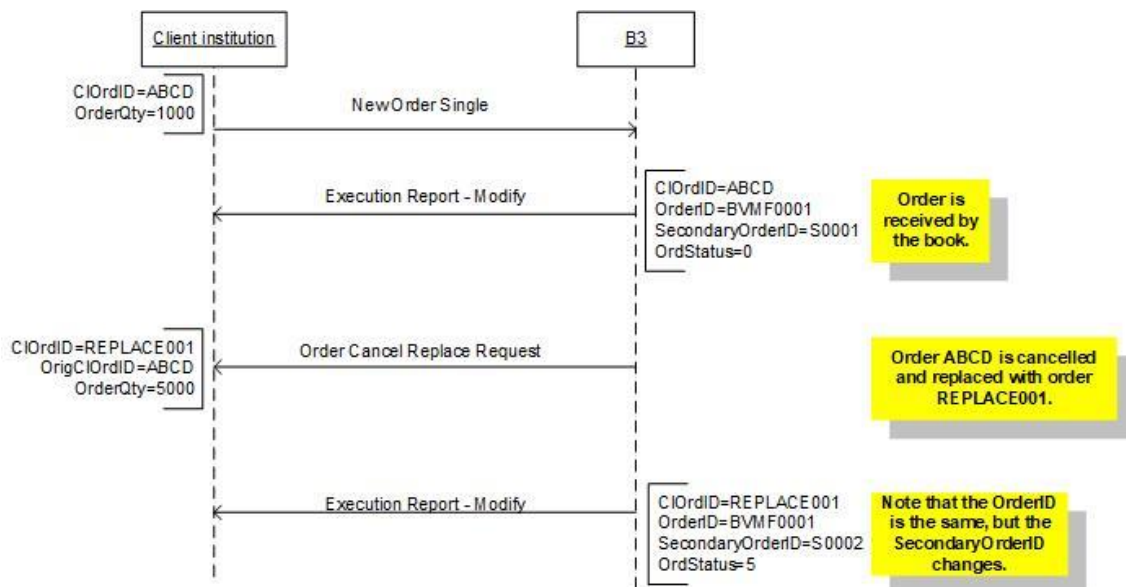 Client institution
B3
ClOrdID=ABCD
OrderQty=1000
New Order Single
Execution Report - Modify
ClOrdID=ABCD
OrderID=BVMF0001
SecondaryOrderID=S0001
OrdStatus=0
Order is
received by
the book.
ClOrdID=REPLACE001
OrigClOrdID=ABCD
OrderQty=5000
Order Cancel Replace Request
Order ABCD is cancelled
and replaced with order
REPLACE001.
Execution Report - Modify
ClOrdID=REPLACE001
OrderID=BVMF0001
SecondaryOrderID=S0002
OrdStatus=5
Note that the OrderID
is the same, but the
SecondaryOrderID
changes.